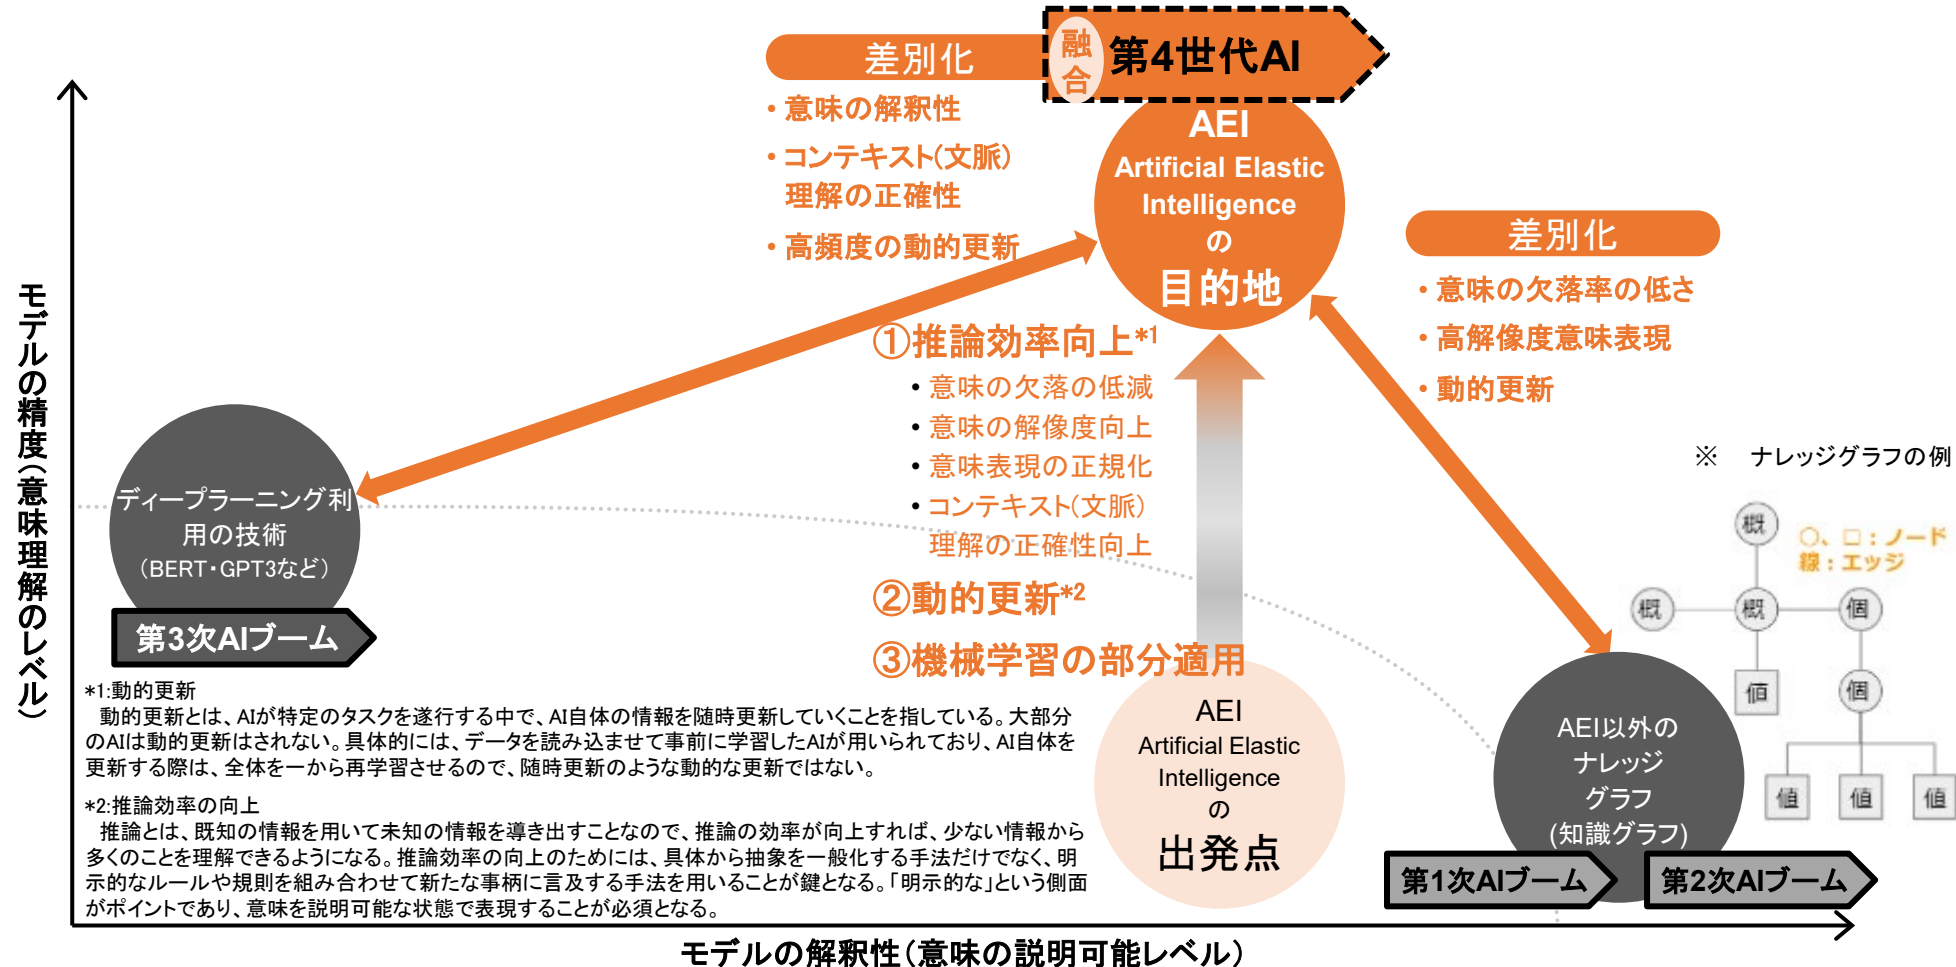 差別化
融合
第4世代AI
・意味の解釈性
・コンテキスト(文脈)
理解の正確性
・高頻度の動的更新
AEI
Artificial Elastic
Intelligence
の
目的地
差別化
・意味の欠落率の低さ
・高解像度意味表現
・動的更新
モデルの精度(意味理解のレベル)
①推論効率向上*1
・意味の欠落の低減
・意味の解像度向上
・意味表現の正規化
・コンテキスト(文脈)
理解の正確性向上
②動的更新*2
③機械学習の部分適用
ディープラーニング利
用の技術
(BERT・GPT3など)
第3次AIブーム
※ ナレッジグラフの例
概
○、□:ノード
線:エッジ
概
概
個
値
個
値
値
値
*1:動的更新
動的更新とは、AIが特定のタスクを遂行する中で、AI自体の情報を随時更新していくことを指している。大部分
のAIは動的更新はされない。具体的には、データを読み込ませて事前に学習したAIが用いられており、AI自体を
更新する際は、全体を一から再学習させるので、随時更新のような動的な更新ではない。
*2:推論効率の向上
推論とは、既知の情報を用いて未知の情報を導き出すことなので、推論の効率が向上すれば、少ない情報から
多くのことを理解できるようになる。推論効率の向上のためには、具体から抽象を一般化する手法だけでなく、明
示的なルールや規則を組み合わせて新たな事柄に言及する手法を用いることが鍵となる。「明示的な」という側面
がポイントであり、意味を説明可能な状態で表現することが必須となる。
AEI
Artificial Elastic
Intelligence
の
出発点
AEI以外の
ナレッジ
グラフ
(知識グラフ)
第1次AIブーム
第2次AIブーム
モデルの解釈性(意味の説明可能レベル)